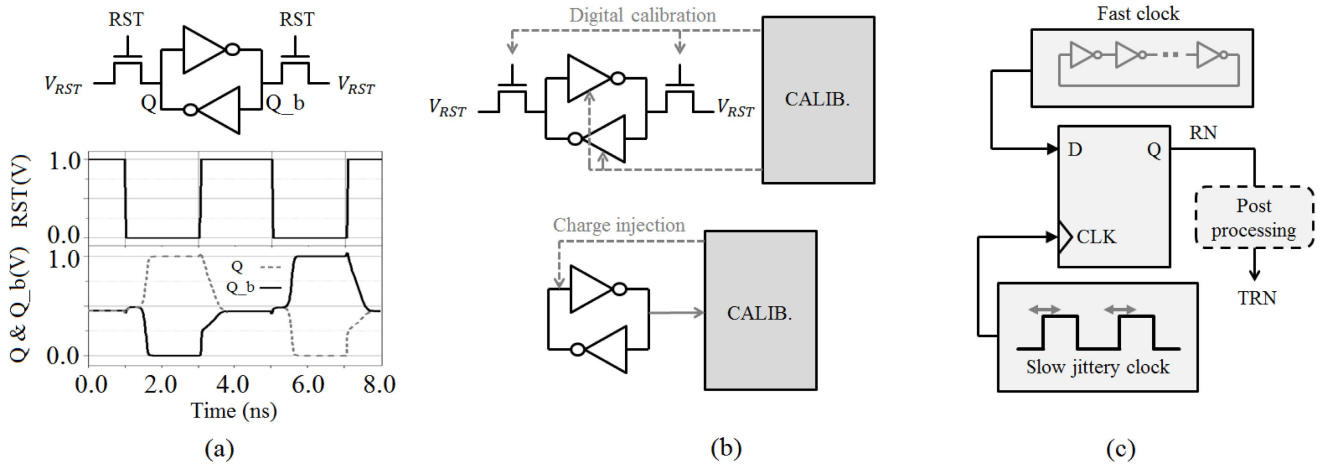 RST RST
V_RST Q Q_b V_RST
1.0
RST(V)
0.0
1.0
Q & Q_b(V)
Q
Q_b
0.0
0.0 2.0 4.0 6.0 8.0
Time (ns)
(a)
Digital calibration
V_RST V_RST
CALIB.
Charge injection
CALIB.
(b)
Fast clock
D Q RN
CLK
Post
processing
TRN
Slow jittery clock
(c)